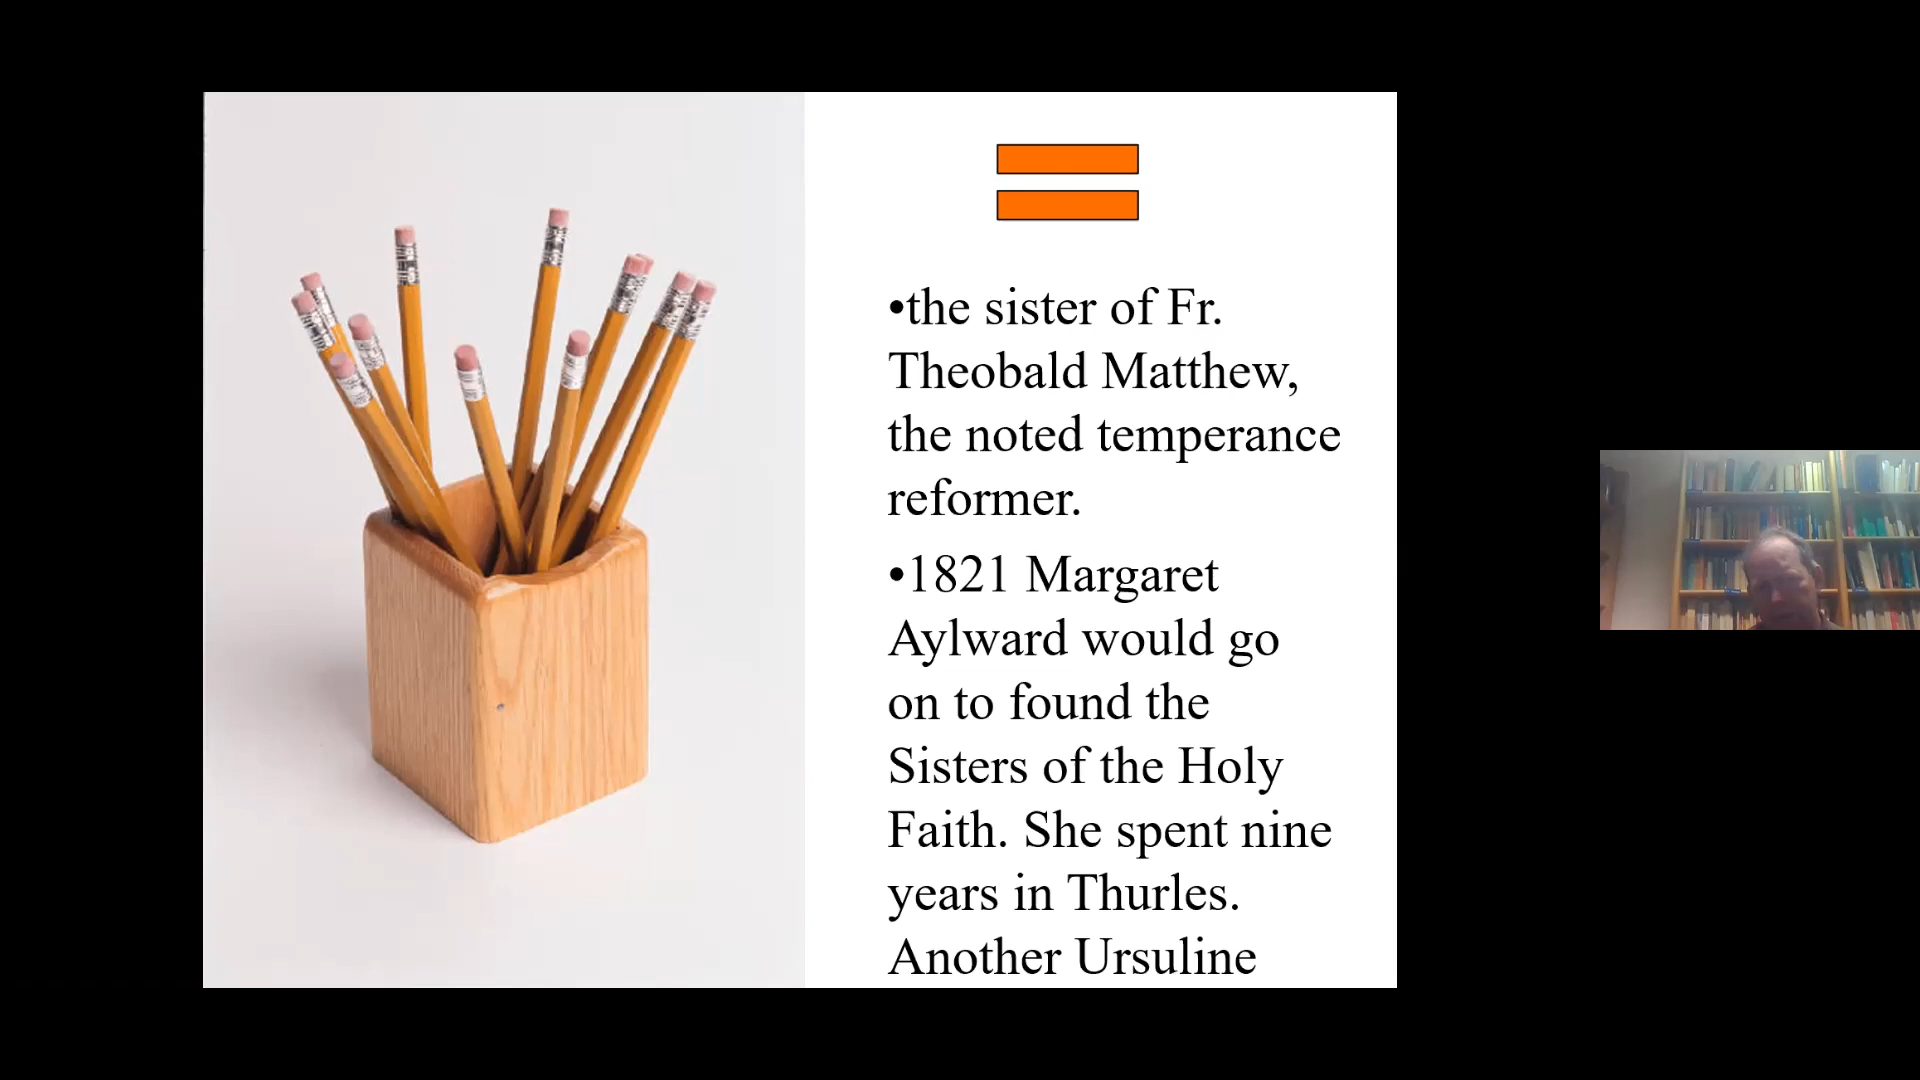 •the sister of Fr.
Theobald Matthew,
the noted temperance
reformer.
•1821 Margaret
Aylward would go
on to found the
Sisters of the Holy
Faith. She spent nine
years in Thurles.
Another Ursuline